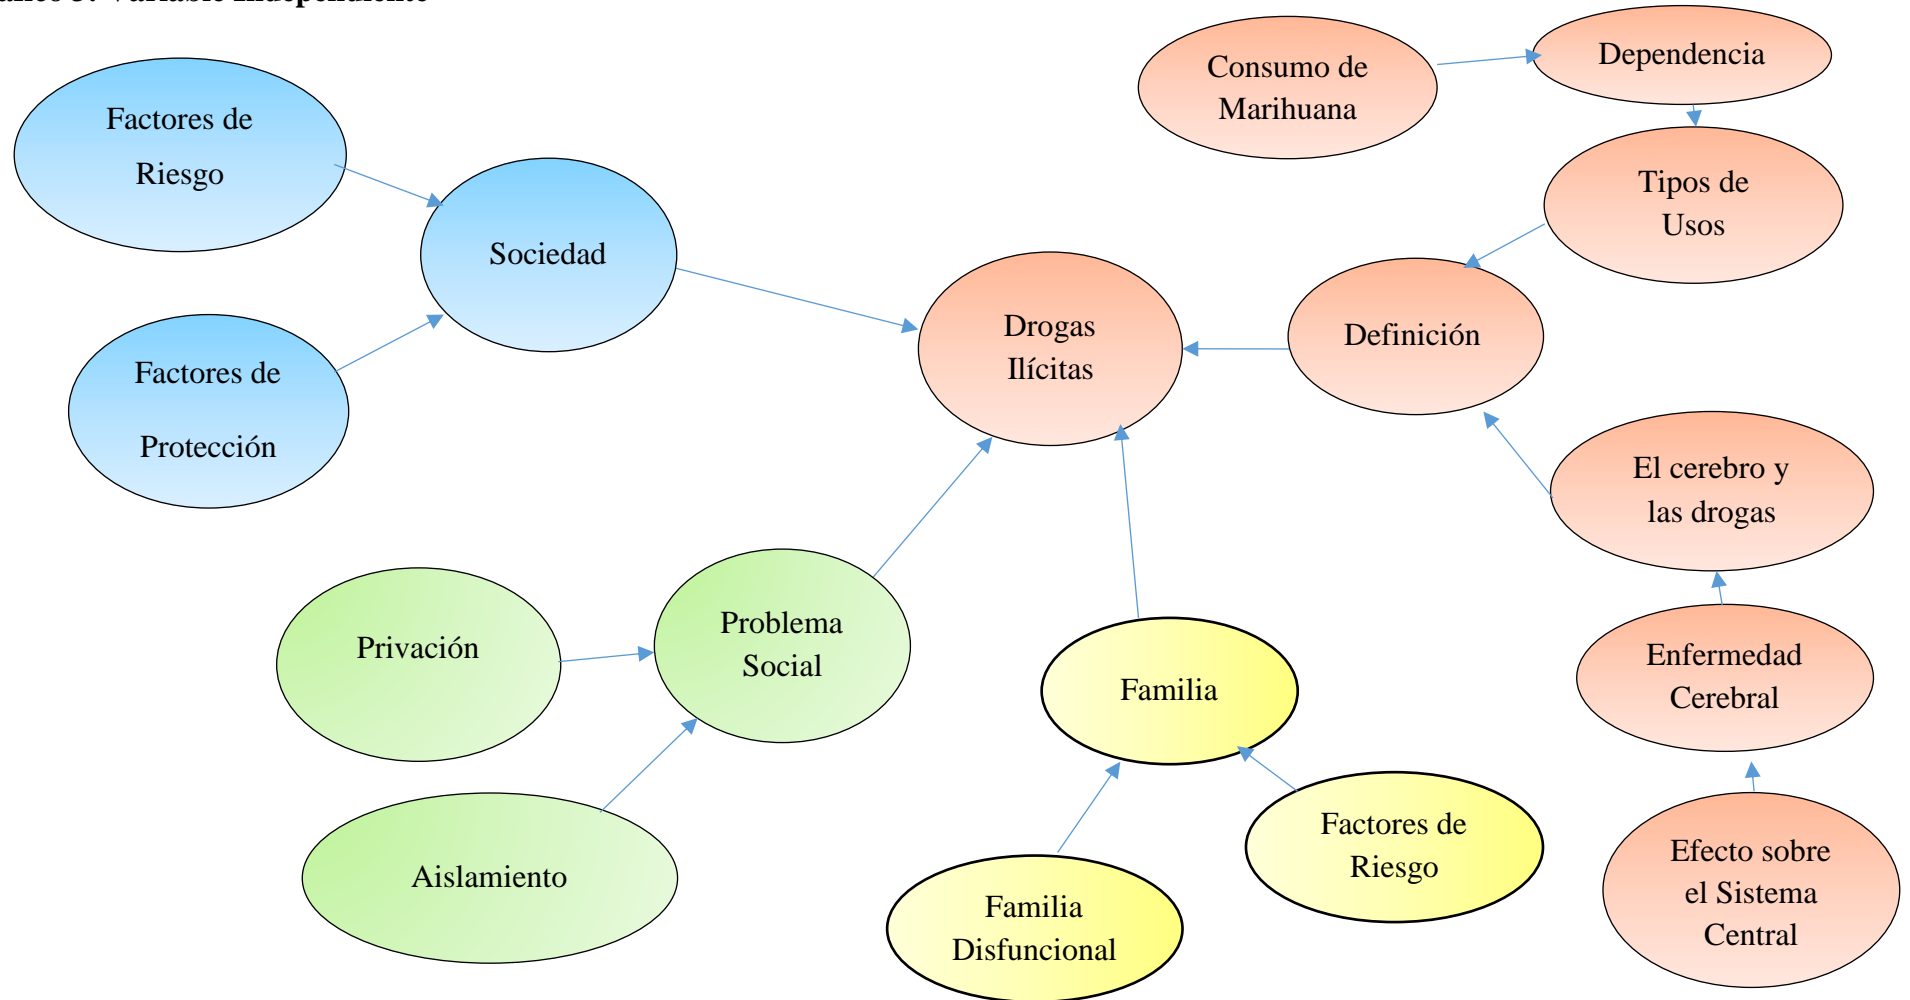 Variable Independiente
Factores de
Riesgo
Sociedad
Factores de
Protección
Consumo de
Marihuana
Dependencia
Tipos de
Usos
Drogas
Ilícitas
Definición
El cerebro y
las drogas
Privación
Problema
Social
Aislamiento
Familia
Familia
Disfuncional
Factores de
Riesgo
Enfermedad
Cerebral
Efecto sobre
el Sistema
Central